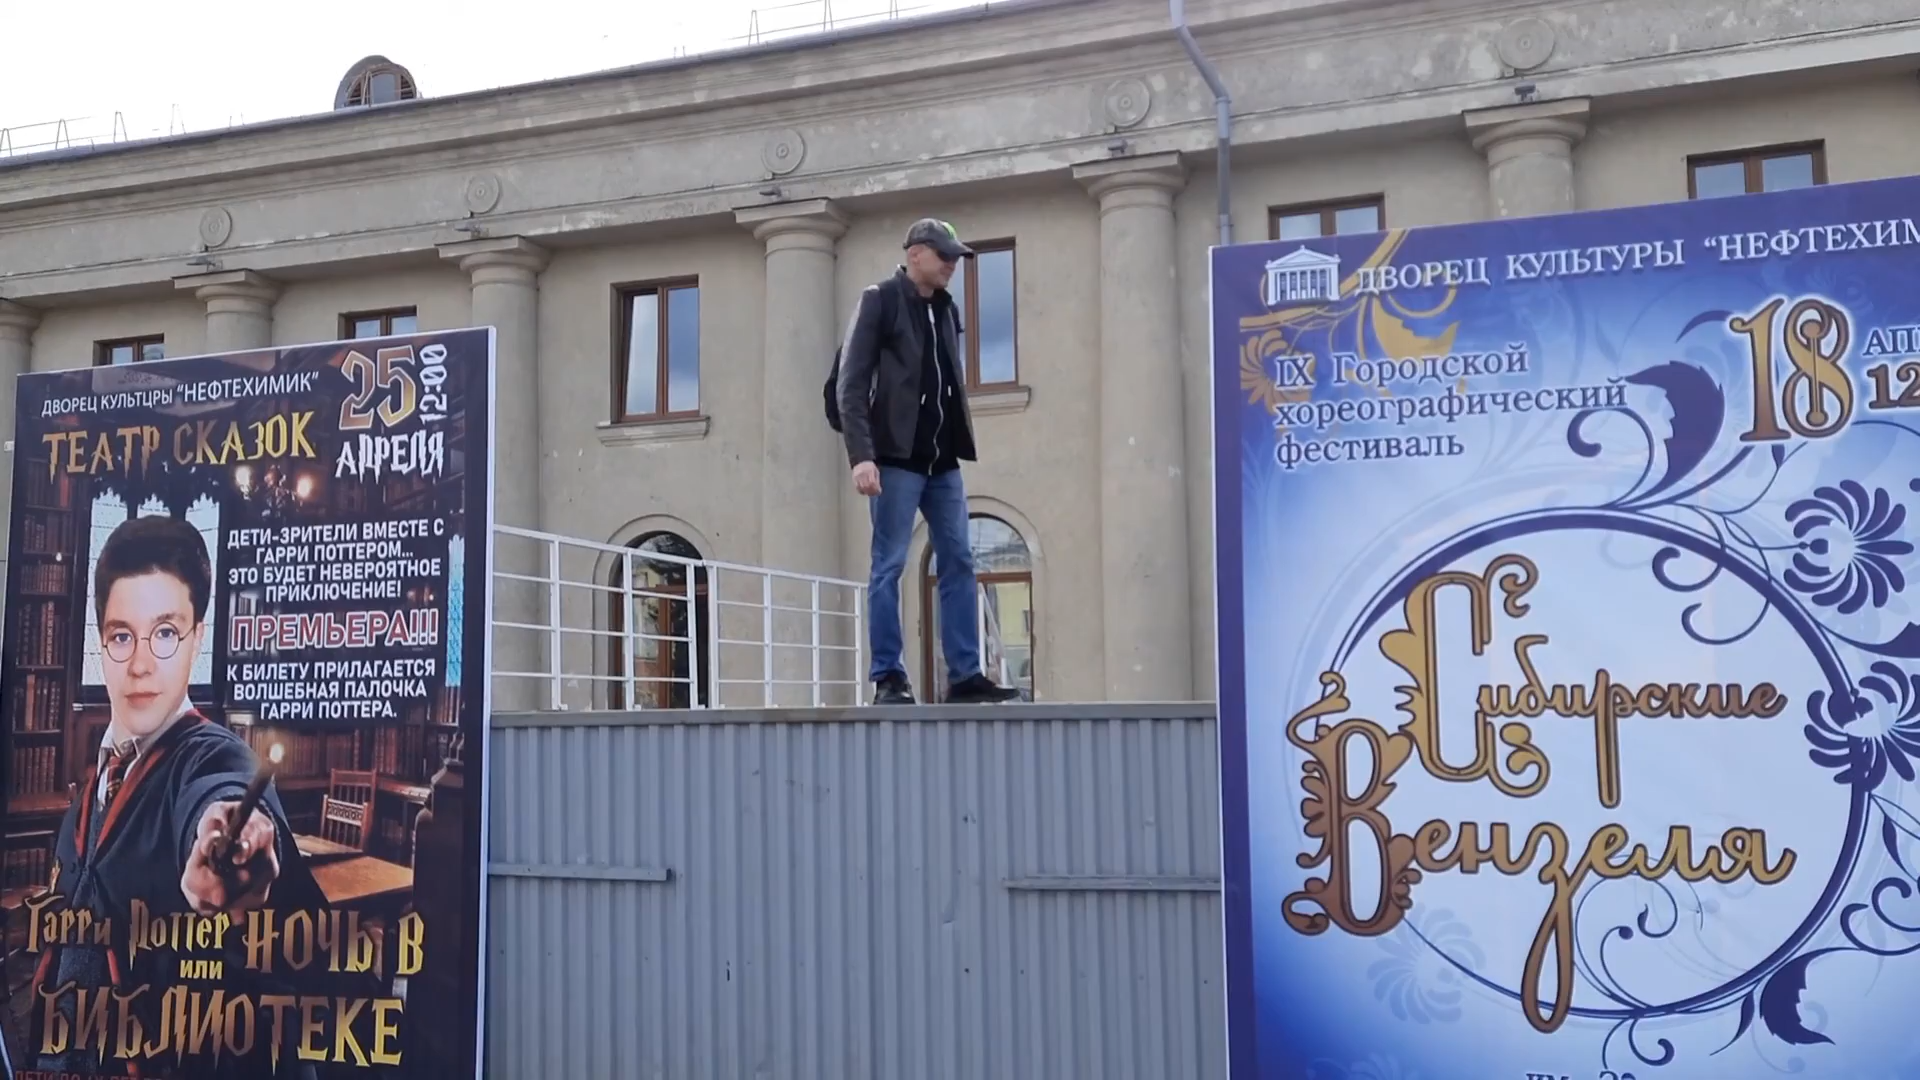 ДВОРЕЦ КУЛЬТЦРЫ "НЕФТЕХИМИК"
ТЕАТР СКАЗОК
25
АПРЕЛЯ
12:00
ДЕТИ-ЗРИТЕЛИ ВМЕСТЕ С
ГАРРИ ПОТТЕРОМ...
ЭТО БУДЕТ НЕВЕРОЯТНОЕ
ПРИКЛЮЧЕНИЕ!
ПРЕМЬЕРА!!!
К БИЛЕТУ ПРИЛАГАЕТСЯ
ВОЛШЕБНАЯ ПАЛОЧКА
ГАРРИ ПОТТЕРА.
Гарри Поттер
или
НОЧЬ В
БИБЛИОТЕКЕ
ДВОРЕЦ КУЛЬТУРЫ "НЕФТЕХИМ
IX Городской
хореографический
фестиваль
18
АП
12
Сибирские
Вензеля